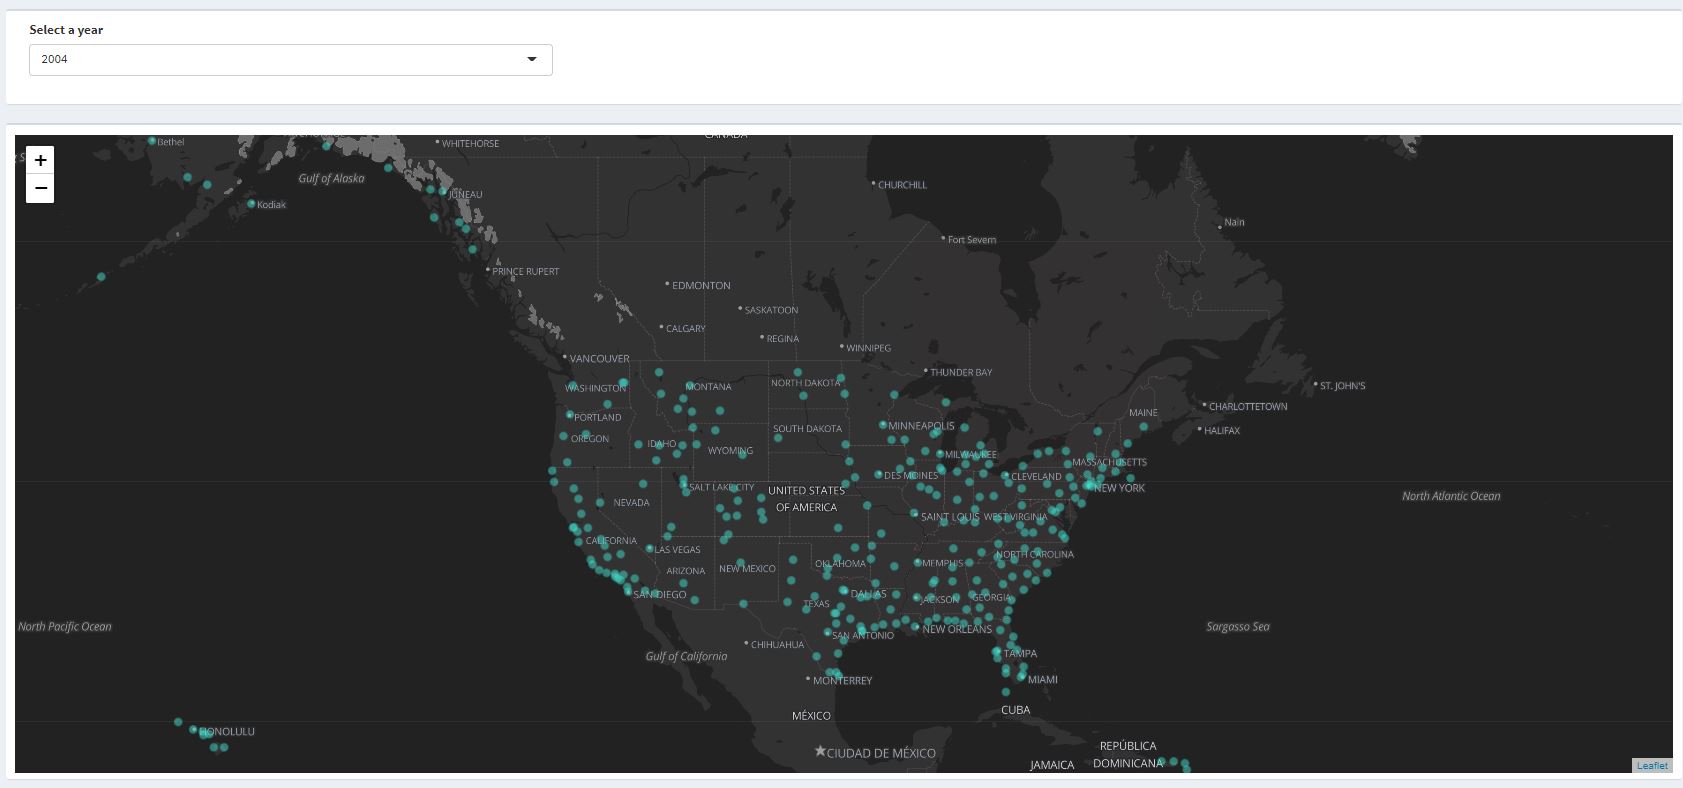 Select a year
2004
CANADA
+
−
Bethel
WHITEHORSE
Gulf of Alaska
CHURCHILL
JUNEAU
Kodiak
Nain
Fort Severn
PRINCE RUPERT
EDMONTON
SASKATOON
CALGARY
REGINA
WINNIPEG
VANCOUVER
THUNDER BAY
ST. JOHN'S
WASHINGTON
MONTANA
NORTH DAKOTA
CHARLOTTETOWN
MAINE
PORTLAND
MINNEAPOLIS
HALIFAX
SOUTH DAKOTA
OREGON
IDAHO
WYOMING
MILWAUKEE
MASSACHUSETTS
DES MOINES
CLEVELAND
SALT LAKE CITY
NEW YORK
UNITED STATES
OF AMERICA
North Atlantic Ocean
NEVADA
SAINT LOUIS
WEST VIRGINIA
CALIFORNIA
LAS VEGAS
NORTH CAROLINA
OKLAHOMA
MEMPHIS
ARIZONA
NEW MEXICO
SAN DIEGO
DALLAS
TEXAS
JACKSON
GEORGIA
North Pacific Ocean
Sargasso Sea
NEW ORLEANS
SAN ANTONIO
CHIHUAHUA
TAMPA
Gulf of California
MONTERREY
MIAMI
CUBA
MÉXICO
HONOLULU
CIUDAD DE MÉXICO
REPÚBLICA
DOMINICANA
JAMAICA
Leaflet